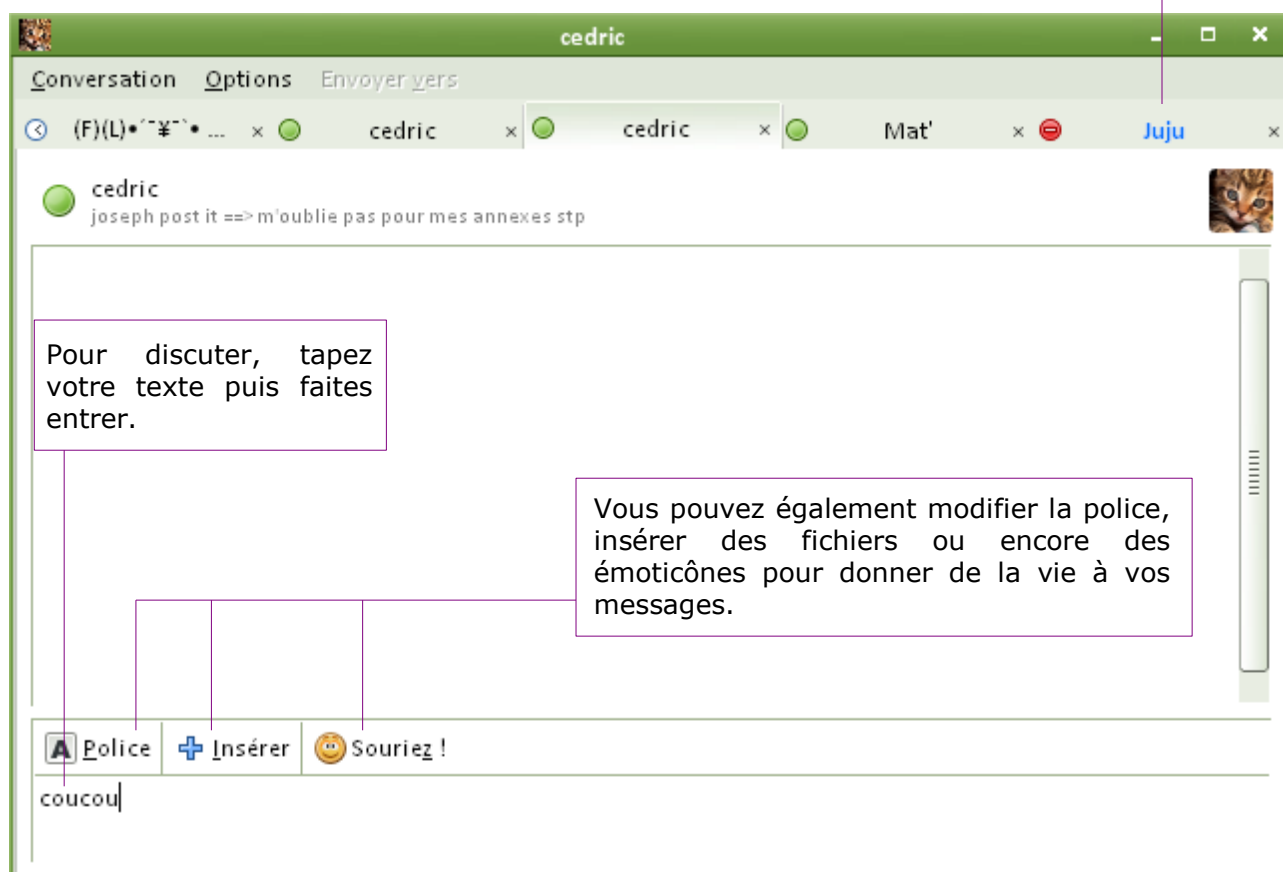 cedric
Conversation Options Envoyer vers
(F)(L)•´¯¥¯`• ... × cedric × cedric × Mat' × Juju ×
cedric
joseph post it ==> m'oublie pas pour mes annexes stp
Pour discuter, tapez
votre texte puis faites
entrer.
Vous pouvez également modifier la police,
insérer des fichiers ou encore des
émoticônes pour donner de la vie à vos
messages.
A Police Insérer Souriez !
coucou